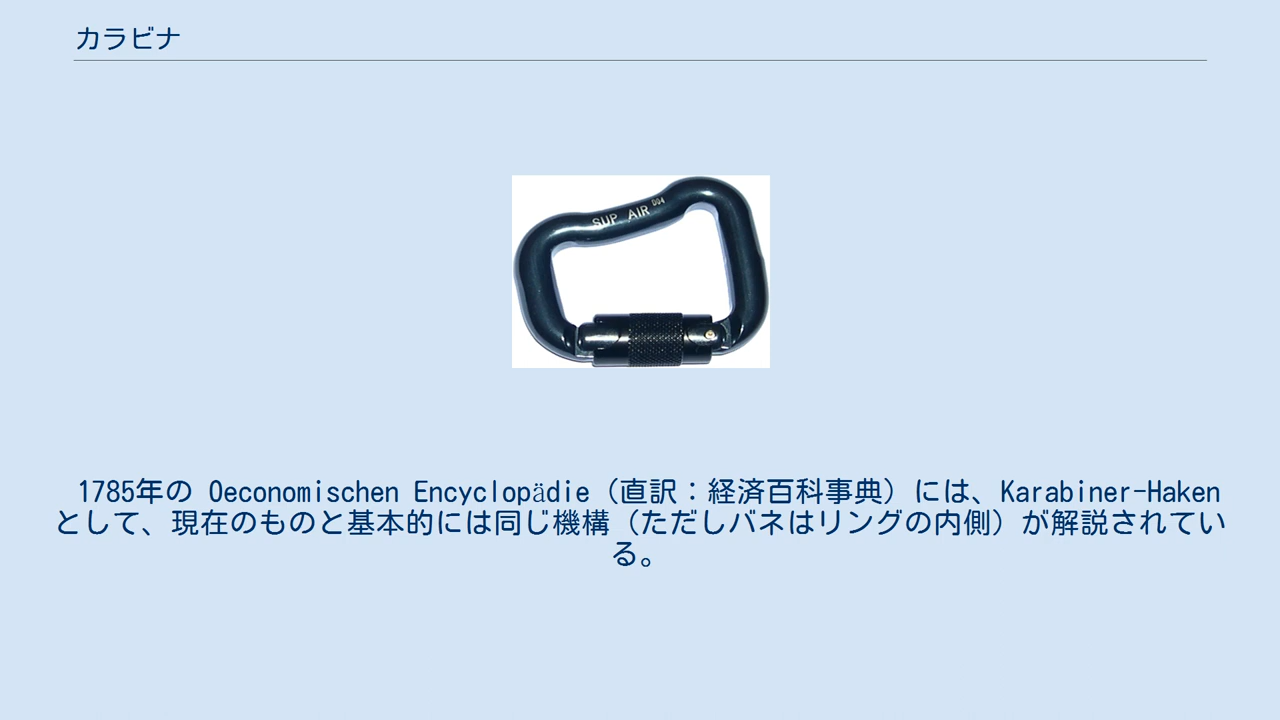 カラビナ
SUP AIR 004
1785年の Oeconomischen Encyclopädie（直訳：経済百科事典）には、Karabiner-Haken
として、現在のものと基本的には同じ機構（ただしバネはリングの内側）が解説されてい
る。